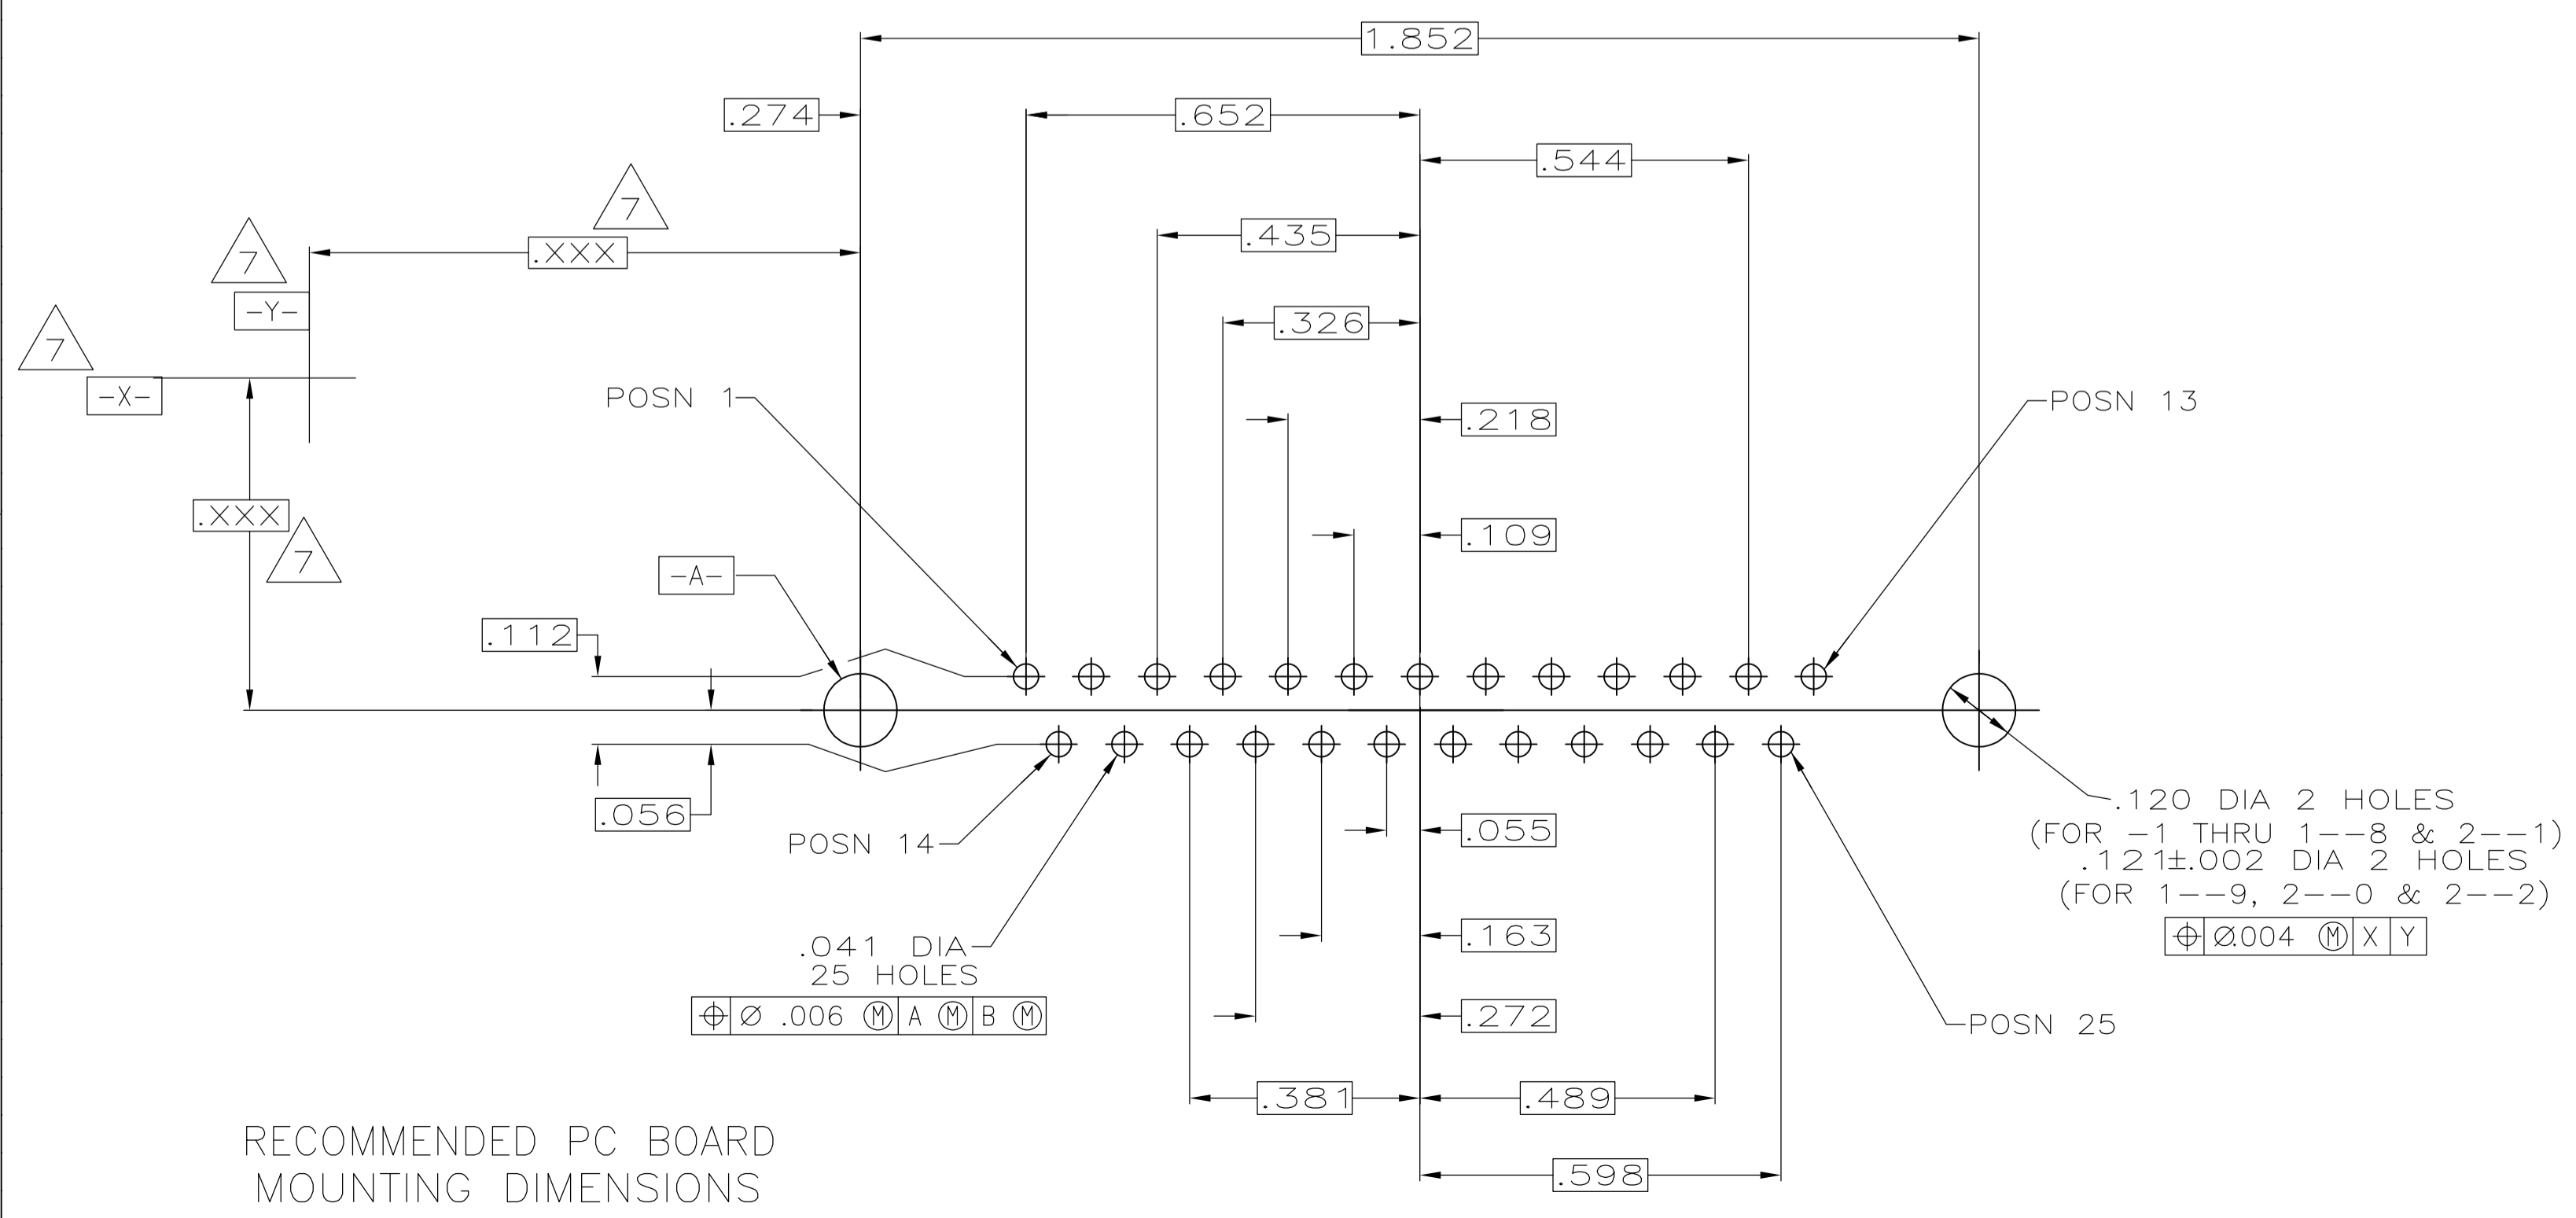 1.852
.274
.652
.544
7
.435
.XXX
7
-Y-
.326
7
-X-
POSN 1
.218
POSN 13
.XXX
7
.109
-A-
.112
.056
POSN 14
.055
.120 DIA 2 HOLES
(FOR -1 THRU 1--8 & 2--1)
.121±.002 DIA 2 HOLES
(FOR 1--9, 2--0 & 2--2)
⌖ Ø.004 Ⓜ X Y
.041 DIA
25 HOLES
⌖ Ø .006 Ⓜ A Ⓜ B Ⓜ
.163
.272
POSN 25
.381
.489
.598
RECOMMENDED PC BOARD
MOUNTING DIMENSIONS